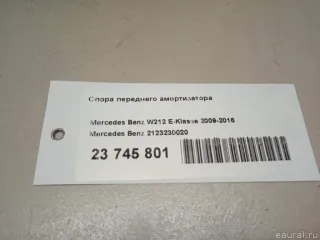 Опора переднего амортизатора
Mercedes Benz W212 E-Klasse 2009-2016
Mercedes Benz 2123230020
23 745 801
© eaural.ru